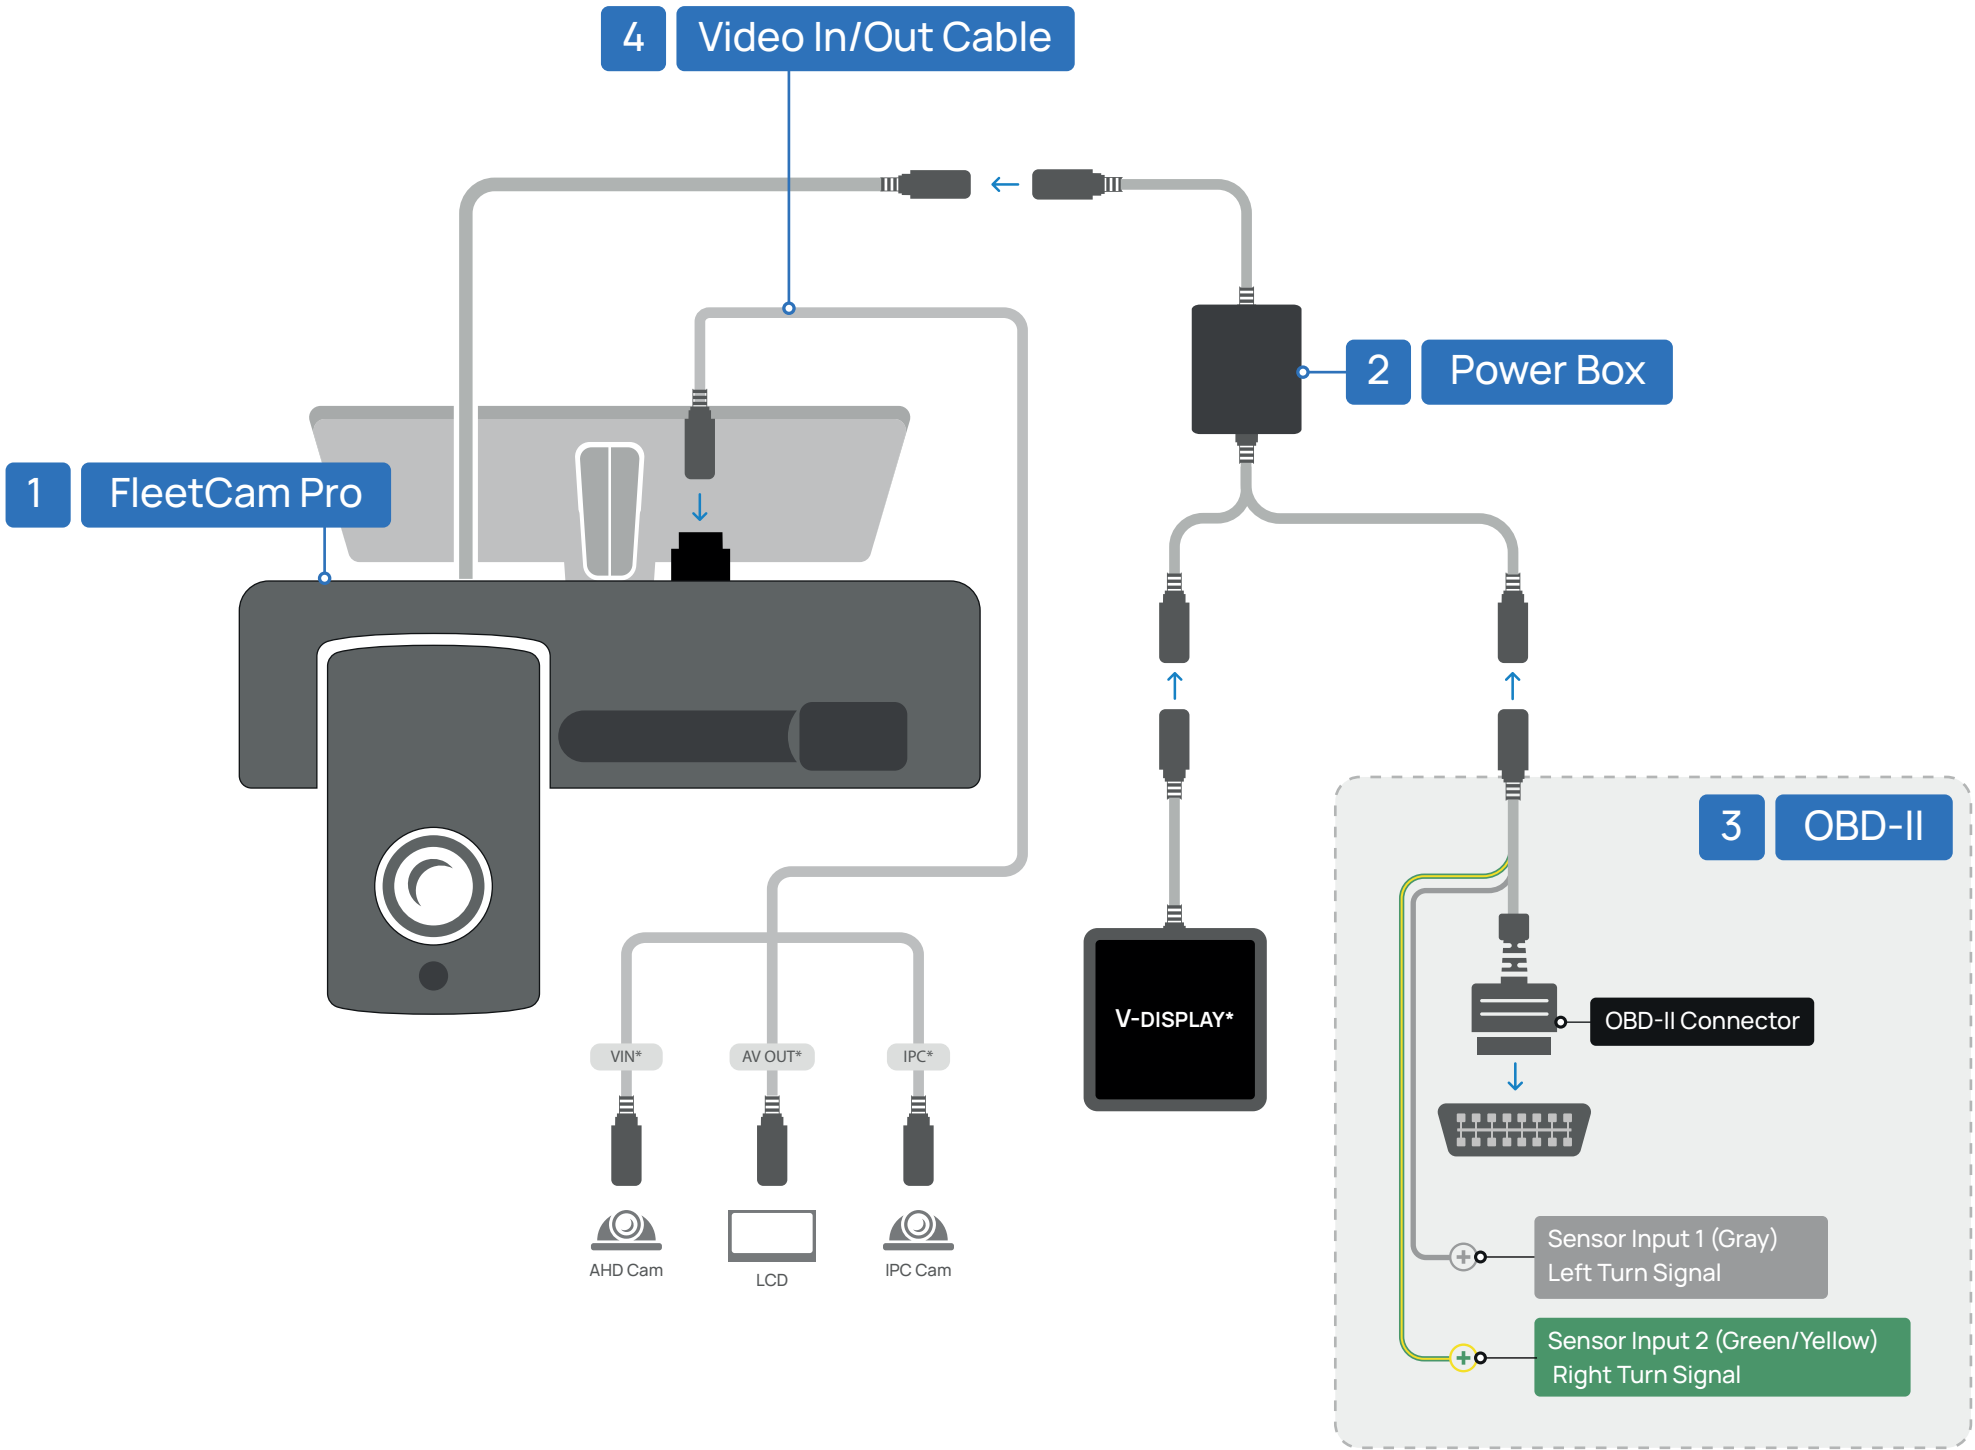 4 Video In/Out Cable
2 Power Box
1 FleetCam Pro
3 OBD-II
V-DISPLAY*
OBD-II Connector
VIN*
AV OUT*
IPC*
AHD Cam
LCD
IPC Cam
Sensor Input 1 (Gray)
Left Turn Signal
Sensor Input 2 (Green/Yellow)
Right Turn Signal